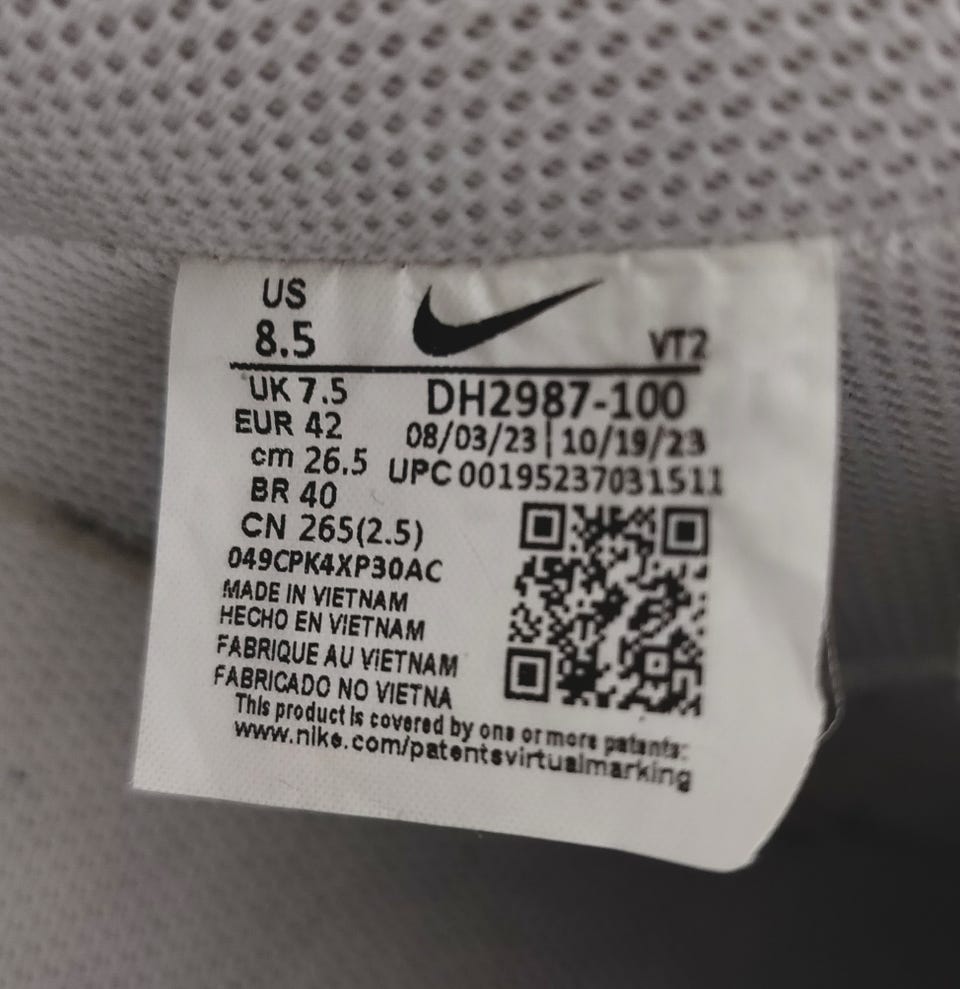 US
8.5
VT2
UK 7.5
DH2987-100
EUR 42
08/03/23 | 10/19/23
cm 26.5
UPC 00195237031511
BR 40
CN 265(2.5)
049CPK4XP30AC
MADE IN VIETNAM
HECHO EN VIETNAM
FABRIQUE AU VIETNAM
FABRICADO NO VIETNA
This product is covered by one or more patents:
www.nike.com/patentsvirtualmarking